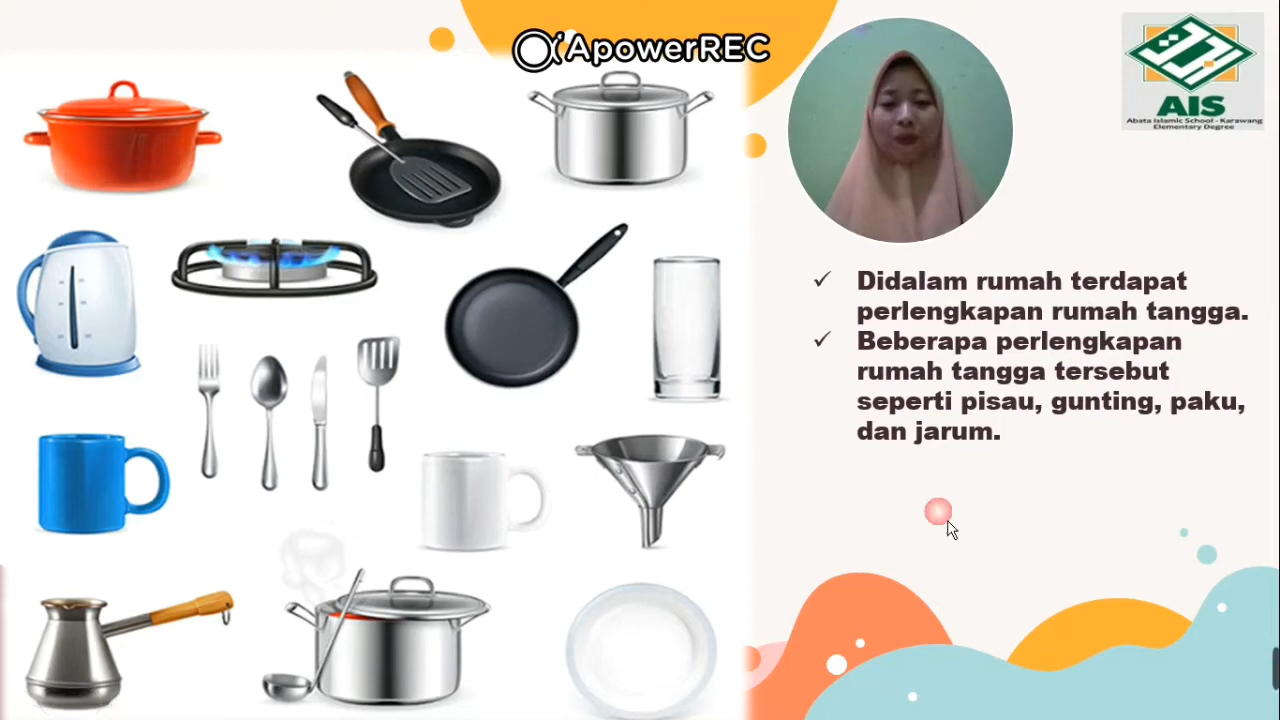 ApowerREC
AIS
Abata Islamic School - Karawang
Elementary Degree
✓ Didalam rumah terdapat
perlengkapan rumah tangga.
✓ Beberapa perlengkapan
rumah tangga tersebut
seperti pisau, gunting, paku,
dan jarum.